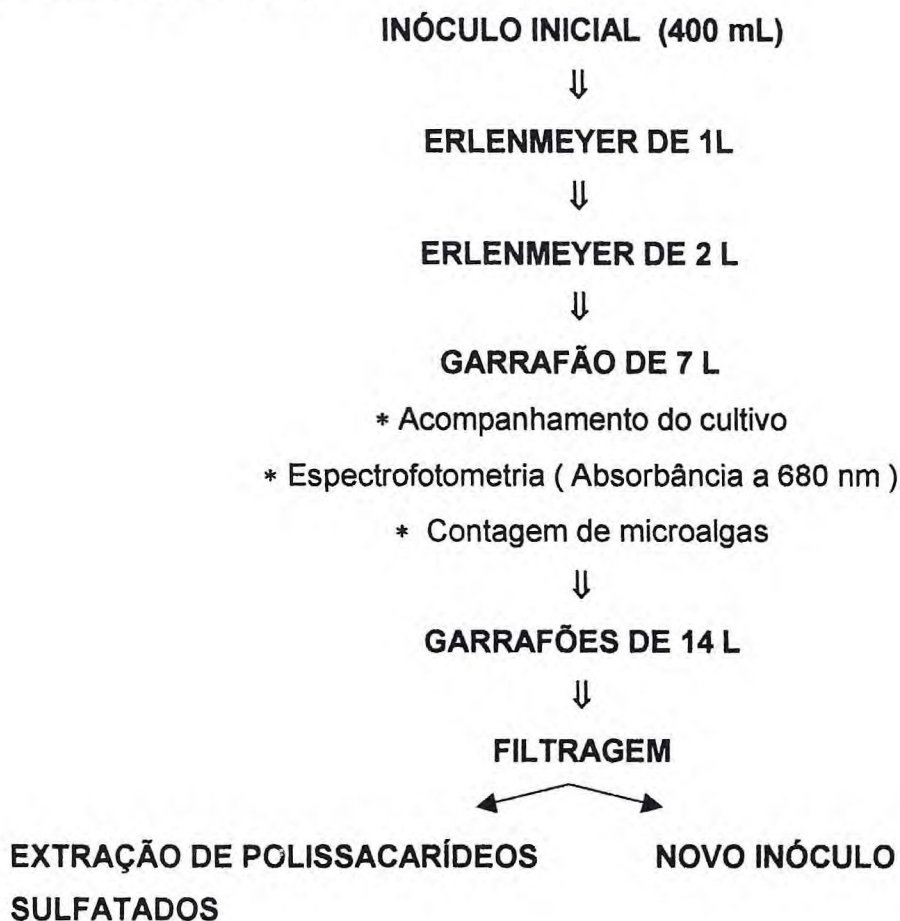 INÓCULO INICIAL (400 mL)
⇓
ERLENMEYER DE 1L
⇓
ERLENMEYER DE 2 L
⇓
GARRAFÃO DE 7 L
* Acompanhamento do cultivo
* Espectrofotometria ( Absorbância a 680 nm )
* Contagem de microalgas
⇓
GARRAFÕES DE 14 L
⇓
FILTRAGEM
EXTRAÇÃO DE POLISSACARÍDEOS NOVO INÓCULO
SULFATADOS